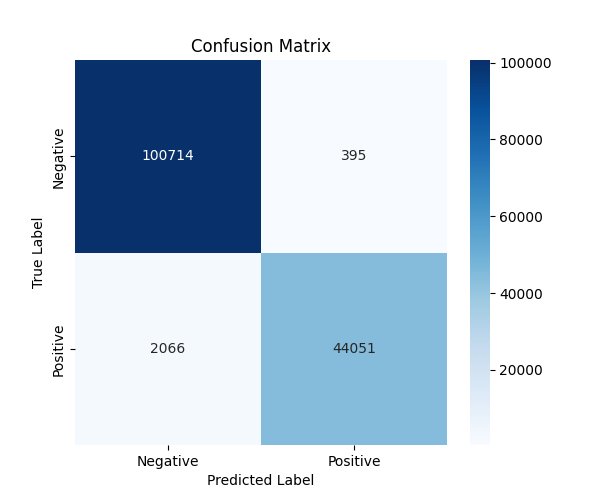 Confusion Matrix
True Label
Negative
100714
395
Positive
2066
44051
Negative
Positive
Predicted Label
100000
80000
60000
40000
20000